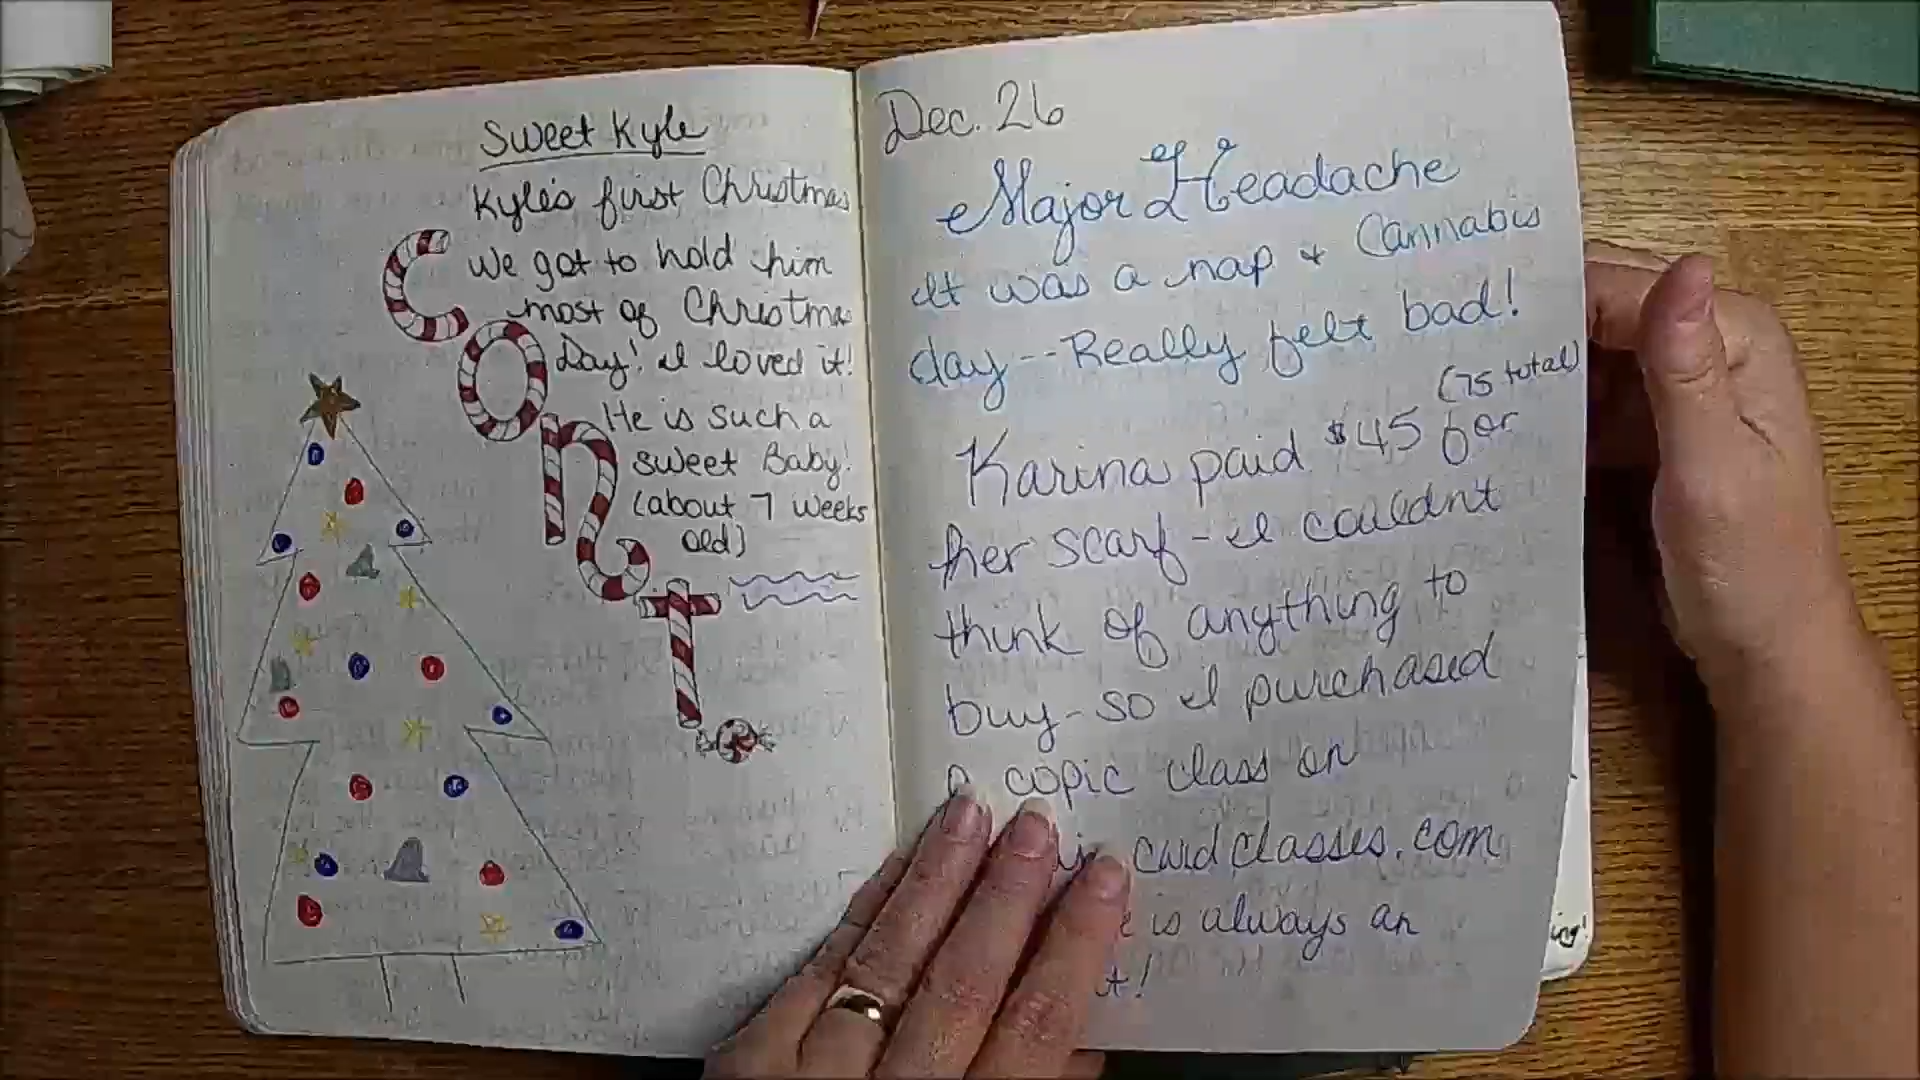 Sweet Kyle
Kyle's first Christmas
We got to hold him
most of Christmas
Day! I loved it!
He is such a
sweet Baby!
(about 7 weeks
old)
Con't
Dec. 26
Major Headache
It was a nap + Cannabis
day--Really felt bad!
(75 total)
Karina paid $45 for
her scarf - I couldn't
think of anything to
buy - so I purchased
a copic class on
cardclasses.com
is always an
ing!